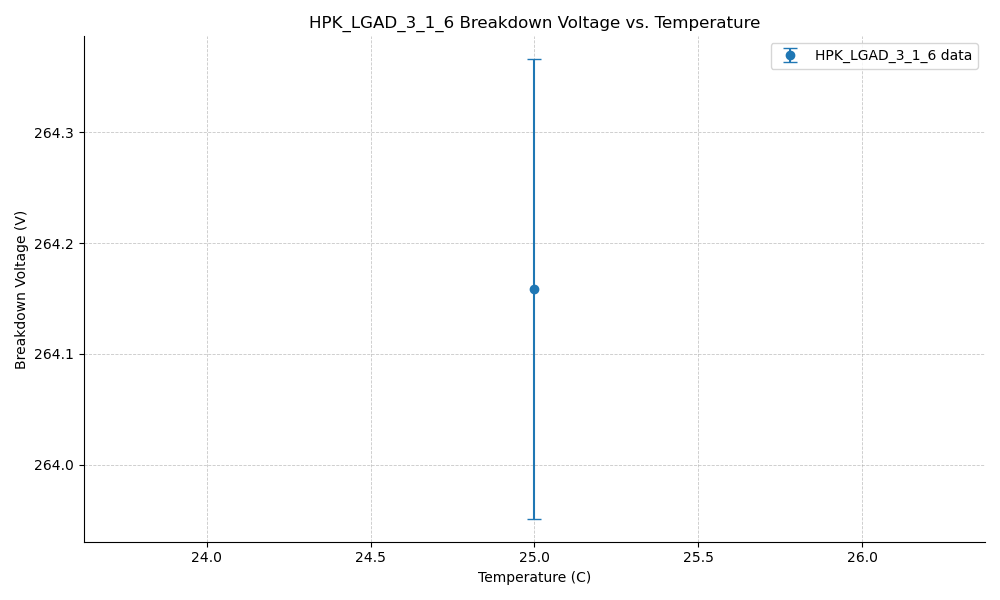 HPK_LGAD_3_1_6 Breakdown Voltage vs. Temperature
HPK_LGAD_3_1_6 data
Breakdown Voltage (V)
264.3
264.2
264.1
264.0
24.0 24.5 25.0 25.5 26.0
Temperature (C)